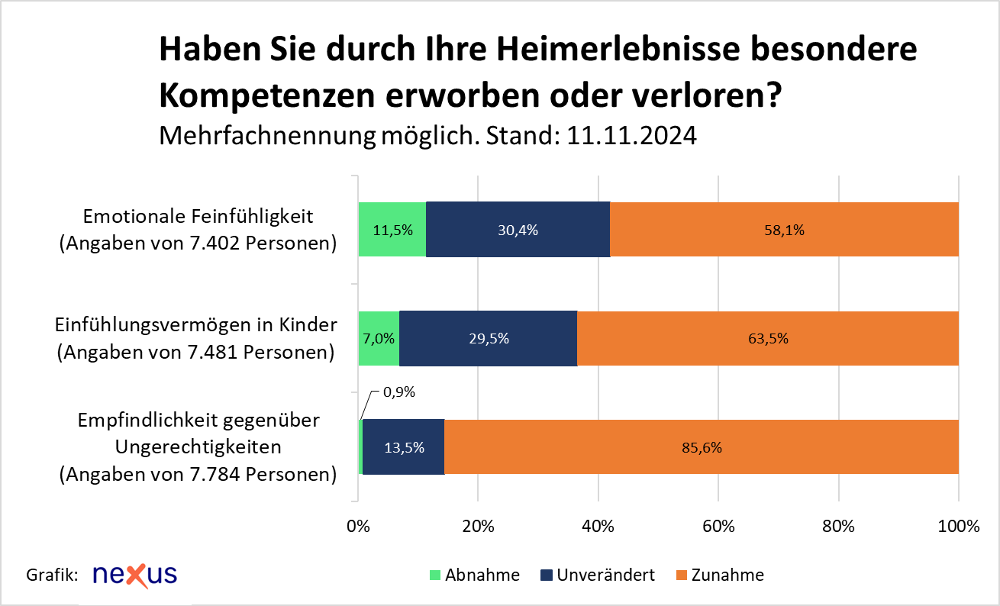 Haben Sie durch Ihre Heimerlebnisse besondere
Kompetenzen erworben oder verloren?
Mehrfachnennung möglich. Stand: 11.11.2024
Emotionale Feinfühligkeit
(Angaben von 7.402 Personen)
11,5% 30,4% 58,1%
Einfühlungsvermögen in Kinder
(Angaben von 7.481 Personen)
7,0% 29,5% 63,5%
0,9%
Empfindlichkeit gegenüber
Ungerechtigkeiten
(Angaben von 7.784 Personen)
13,5% 85,6%
0% 20% 40% 60% 80% 100%
Grafik: nexus
Abnahme Unverändert Zunahme